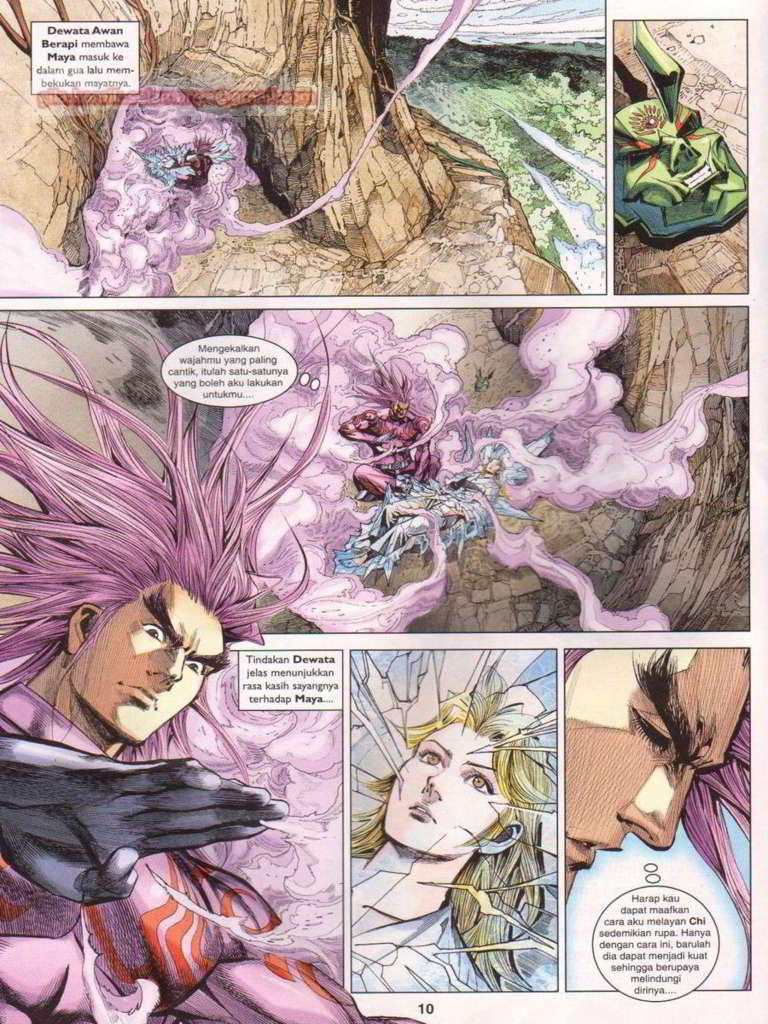 Dewata Awan
Berapi membawa
Maya masuk ke
dalam gua lalu mem-
bekukan mayatnya.
Mengekalkan
wajahmu yang paling
cantik, itulah satu-satunya
yang boleh aku lakukan
untukmu....
Tindakan Dewata
jelas menunjukkan
rasa kasih sayangnya
terhadap Maya....
Harap kau
dapat maafkan
cara aku melayan Chi
sedemikian rupa. Hanya
dengan cara ini, barulah
dia dapat menjadi kuat
sehingga berupaya
melindungi
dirinya....
10